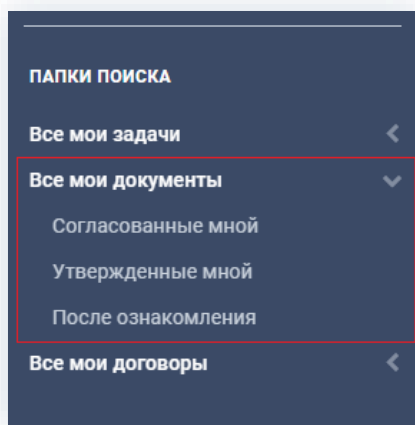 ПАПКИ ПОИСКА
Все мои задачи
Все мои документы
Согласованные мной
Утвержденные мной
После ознакомления
Все мои договоры